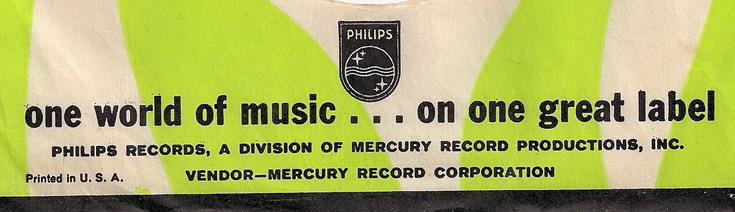 PHILIPS
one world of music . . . on one great label
PHILIPS RECORDS, A DIVISION OF MERCURY RECORD PRODUCTIONS, INC.
Printed in U. S. A.
VENDOR—MERCURY RECORD CORPORATION